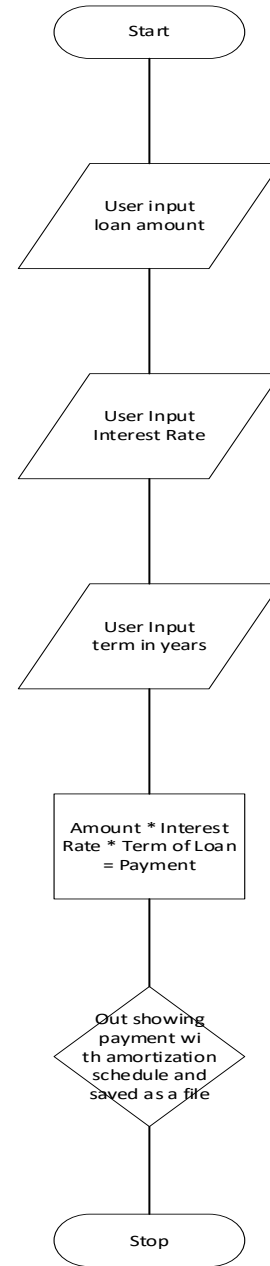 Start
User input
loan amount
User Input
Interest Rate
User Input
term in years
Amount * Interest
Rate * Term of Loan
= Payment
Out showing
payment wi
th amortization
schedule and
saved as a file
Stop